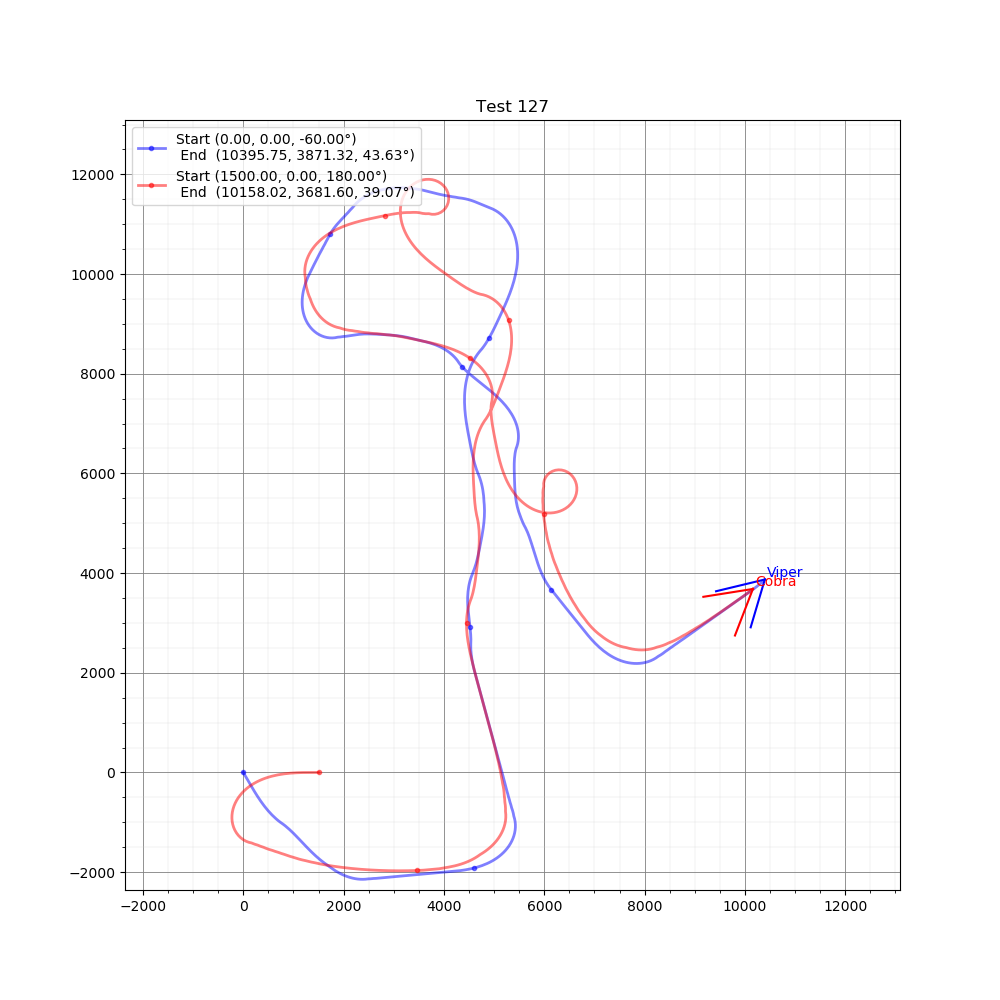 Test 127
Start (0.00, 0.00, -60.00°)
End (10395.75, 3871.32, 43.63°)
Start (1500.00, 0.00, 180.00°)
End (10158.02, 3681.60, 39.07°)
12000
10000
8000
6000
4000
2000
0
−2000
Viper
Cobra
−2000 0 2000 4000 6000 8000 10000 12000